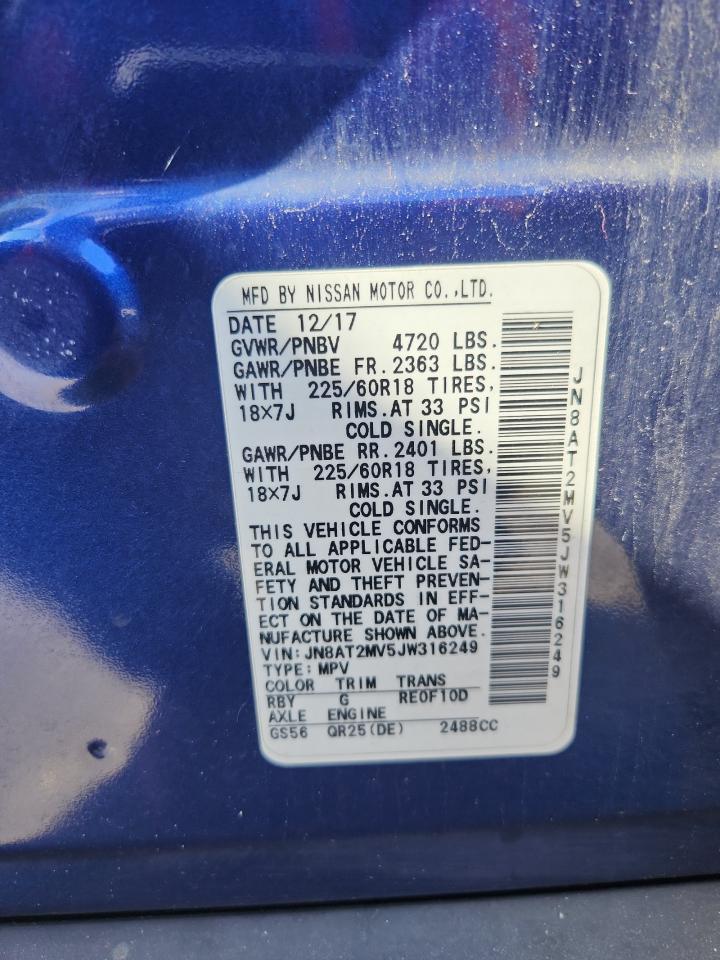 MFD BY NISSAN MOTOR CO.,LTD.
DATE 12/17
GVWR/PNBV 4720 LBS.
GAWR/PNBE FR. 2363 LBS.
WITH 225/60R18 TIRES,
18×7J RIMS.AT 33 PSI
COLD SINGLE.
GAWR/PNBE RR. 2401 LBS.
WITH 225/60R18 TIRES,
18×7J RIMS.AT 33 PSI
COLD SINGLE.
THIS VEHICLE CONFORMS
TO ALL APPLICABLE FED-
ERAL MOTOR VEHICLE SA-
FETY AND THEFT PREVEN-
TION STANDARDS IN EFF-
ECT ON THE DATE OF MA-
NUFACTURE SHOWN ABOVE.
VIN: JN8AT2MV5JW316249
TYPE: MPV
COLOR TRIM TRANS
RBY G RE0F10D
AXLE ENGINE
GS56 QR25(DE) 2488CC
JN8AT2MV5JW316249